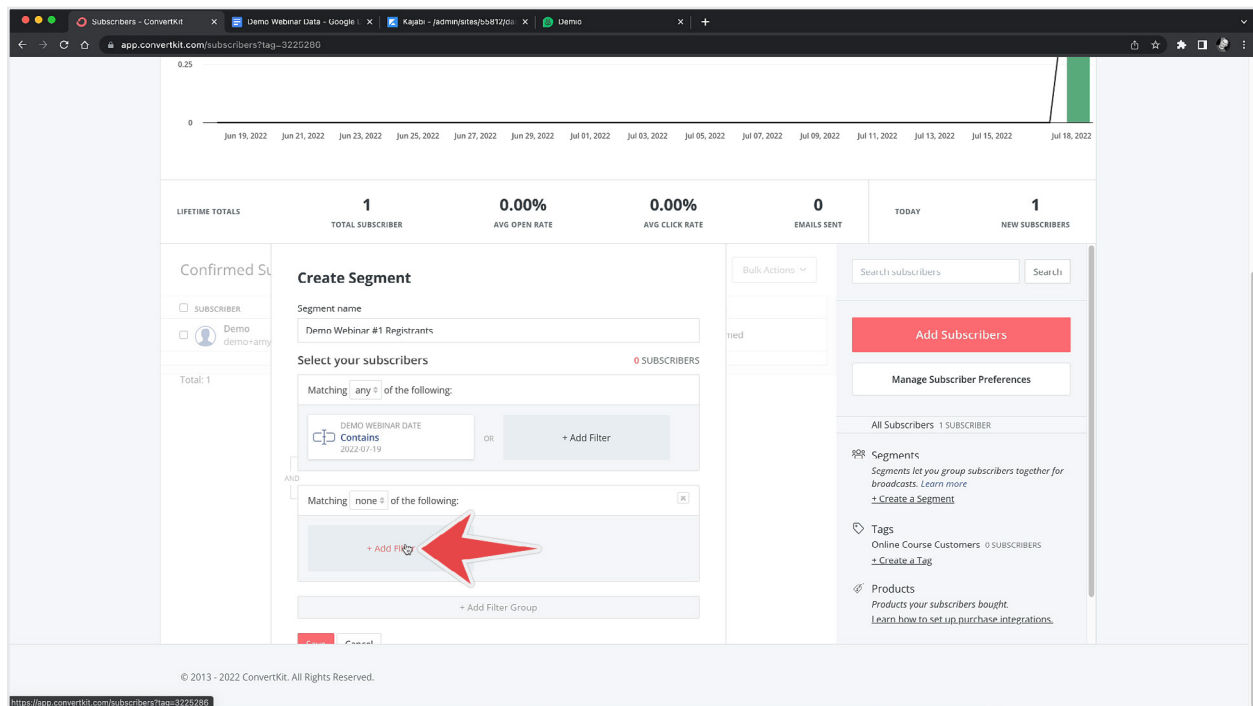 Subscribers - ConvertKit
Demo Webinar Data - Google D
Kajabi - /admin/sites/55812/da
Demio
app.convertkit.com/subscribers?tag=3225286
0.25
0
Jun 19, 2022 Jun 21, 2022 Jun 23, 2022 Jun 25, 2022 Jun 27, 2022 Jun 29, 2022 Jul 01, 2022 Jul 03, 2022 Jul 05, 2022 Jul 07, 2022 Jul 09, 2022 Jul 11, 2022 Jul 13, 2022 Jul 15, 2022 Jul 18, 2022
LIFETIME TOTALS
1
TOTAL SUBSCRIBER
0.00%
AVG OPEN RATE
0.00%
AVG CLICK RATE
0
EMAILS SENT
TODAY
1
NEW SUBSCRIBERS
Confirmed Su
SUBSCRIBER
Demo
demo+amy
Total: 1
Bulk Actions
med
Create Segment
Segment name
Demo Webinar #1 Registrants
Select your subscribers
0 SUBSCRIBERS
Matching any of the following:
DEMO WEBINAR DATE
Contains
2022-07-19
OR
+ Add Filter
AND
Matching none of the following:
+ Add Filter
+ Add Filter Group
Save Cancel
Search subscribers
Search
Add Subscribers
Manage Subscriber Preferences
All Subscribers 1 SUBSCRIBER
Segments
Segments let you group subscribers together for
broadcasts. Learn more
+ Create a Segment
Tags
Online Course Customers 0 SUBSCRIBERS
+ Create a Tag
Products
Products your subscribers bought.
Learn how to set up purchase integrations.
© 2013 - 2022 ConvertKit. All Rights Reserved.
https://app.convertkit.com/subscribers?tag=3225286